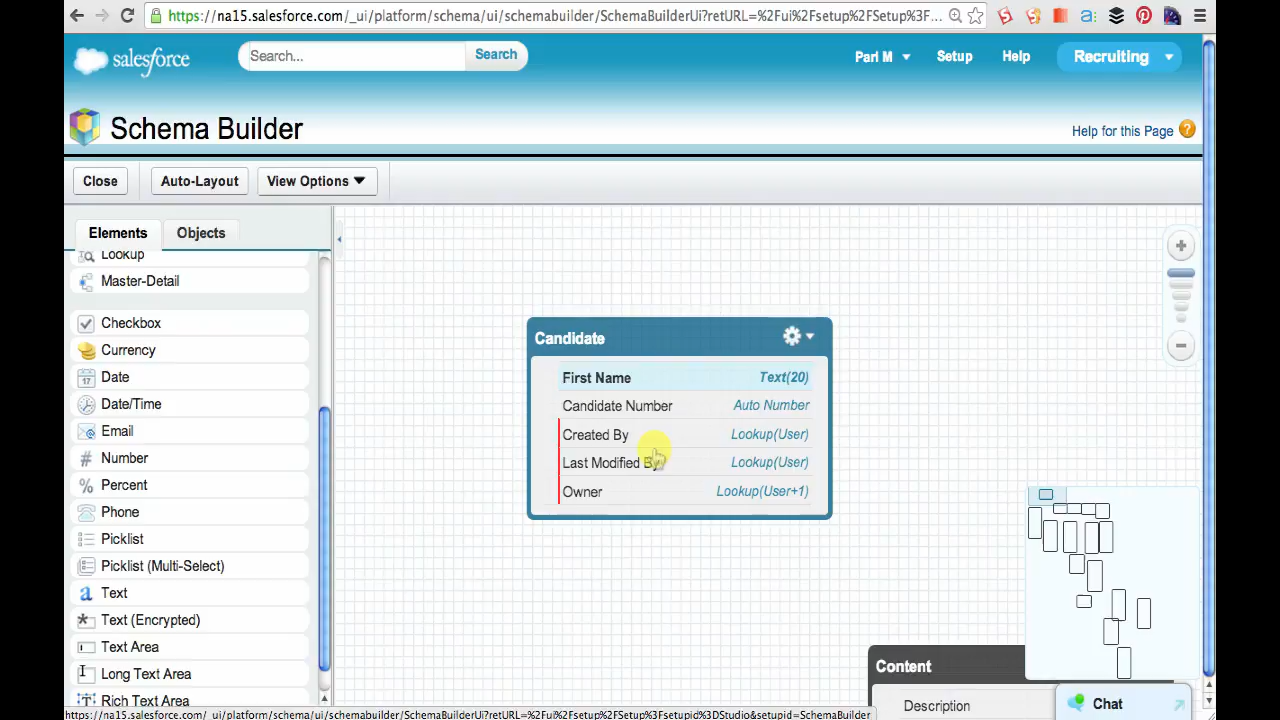 https://na15.salesforce.com/_ui/platform/schema/ui/schemabuilder/SchemaBuilderUi?retURL=%2Fui%2Fsetup%2FSetup%3F...
salesforce
Search...
Search
Pari M
Setup
Help
Recruiting
Schema Builder
Help for this Page
?
Close
Auto-Layout
View Options
Elements
Objects
Lookup
Master-Detail
Checkbox
Currency
Date
Date/Time
Email
Number
Percent
Phone
Picklist
Picklist (Multi-Select)
Text
Text (Encrypted)
Text Area
Long Text Area
Rich Text Area
Candidate
First Name Text(20)
Candidate Number Auto Number
Created By Lookup(User)
Last Modified By Lookup(User)
Owner Lookup(User+1)
Content
Description
Chat
https://na15.salesforce.com/_ui/platform/schema/ui/schemabuilder/SchemaBuilderUi?retURL=%2Fui%2Fsetup%2FSetup%3Fsetupid%3DStudio&setupid=SchemaBuilder